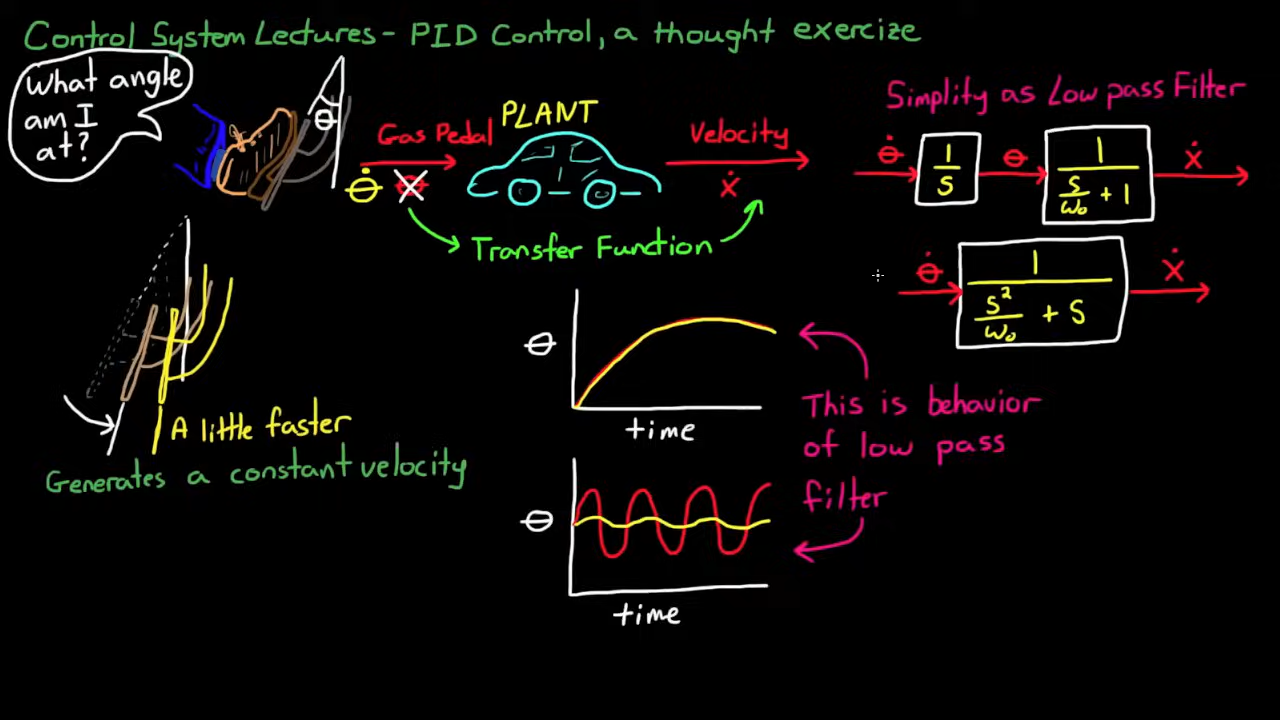 Control System Lectures - PID Control, a thought exercize
What angle
am I
at?
θ
Gas Pedal
θ̇ θ
PLANT
Velocity
ẋ
Transfer Function
Simplify as Low pass Filter
θ̇ 1/s θ 1/(s/ω₀ + 1) ẋ
θ̇ 1/(s²/ω₀ + s) ẋ
A little faster
Generates a constant velocity
θ
time
This is behavior
of low pass
filter
θ
time